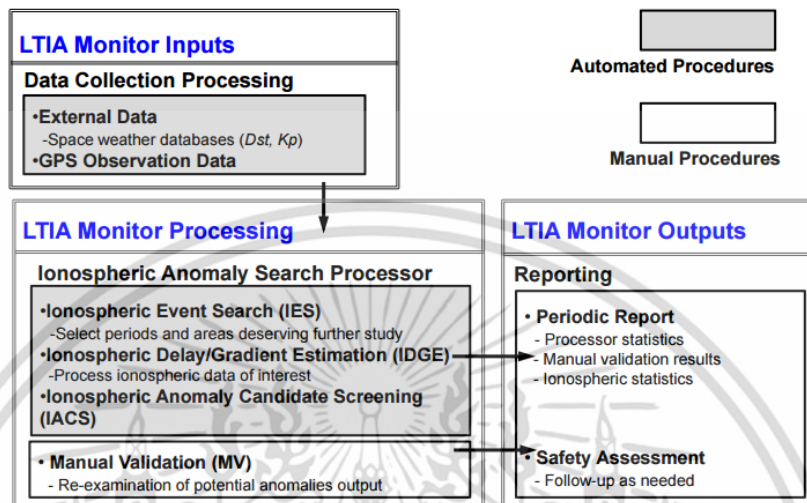 LTIA Monitor Inputs
Data Collection Processing
•External Data
-Space weather databases (Dst, Kp)
•GPS Observation Data
Automated Procedures
Manual Procedures
LTIA Monitor Processing
Ionospheric Anomaly Search Processor
•Ionospheric Event Search (IES)
-Select periods and areas deserving further study
•Ionospheric Delay/Gradient Estimation (IDGE)
-Process ionospheric data of interest
•Ionospheric Anomaly Candidate Screening
(IACS)
• Manual Validation (MV)
- Re-examination of potential anomalies output
LTIA Monitor Outputs
Reporting
• Periodic Report
- Processor statistics
- Manual validation results
- Ionospheric statistics
• Safety Assessment
- Follow-up as needed